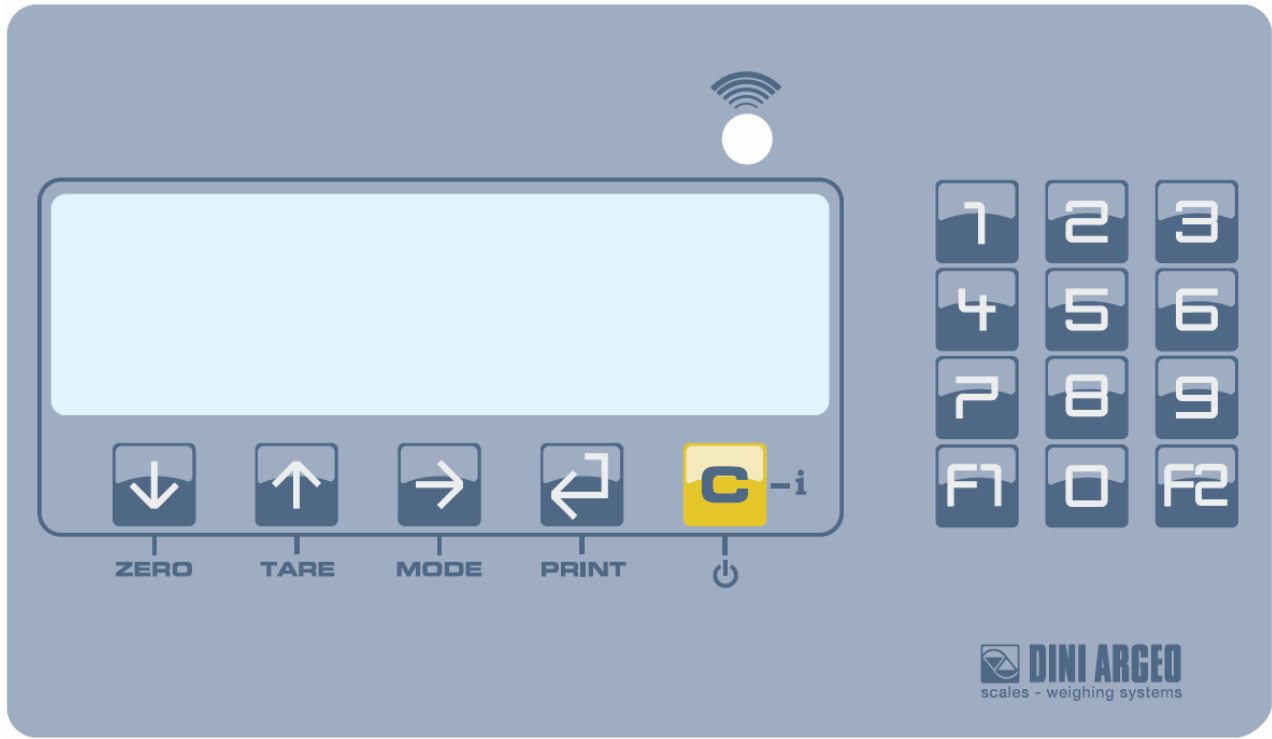 1 2 3
4 5 6
7 8 9
F1 0 F2
C i
ZERO TARE MODE PRINT
DINI ARGEO
scales - weighing systems